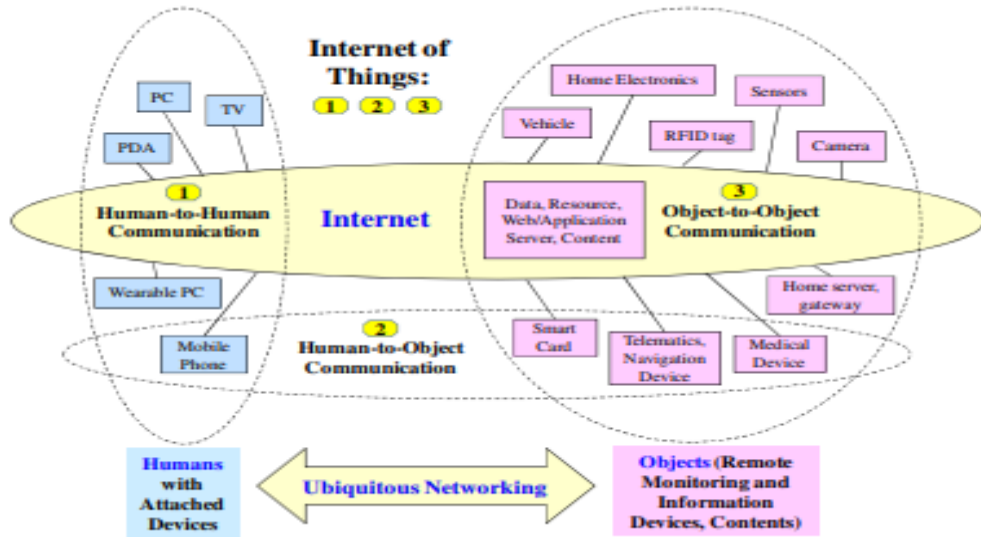 Internet of
Things:
1 2 3
PC
TV
PDA
Home Electronics
Sensors
Vehicle
RFID tag
Camera
1
Human-to-Human
Communication
Internet
Data, Resource,
Web/Application
Server, Content
3
Object-to-Object
Communication
Wearable PC
Mobile
Phone
2
Human-to-Object
Communication
Smart
Card
Telematics,
Navigation
Device
Medical
Device
Home server,
gateway
Humans
with
Attached
Devices
Ubiquitous Networking
Objects (Remote
Monitoring and
Information
Devices, Contents)